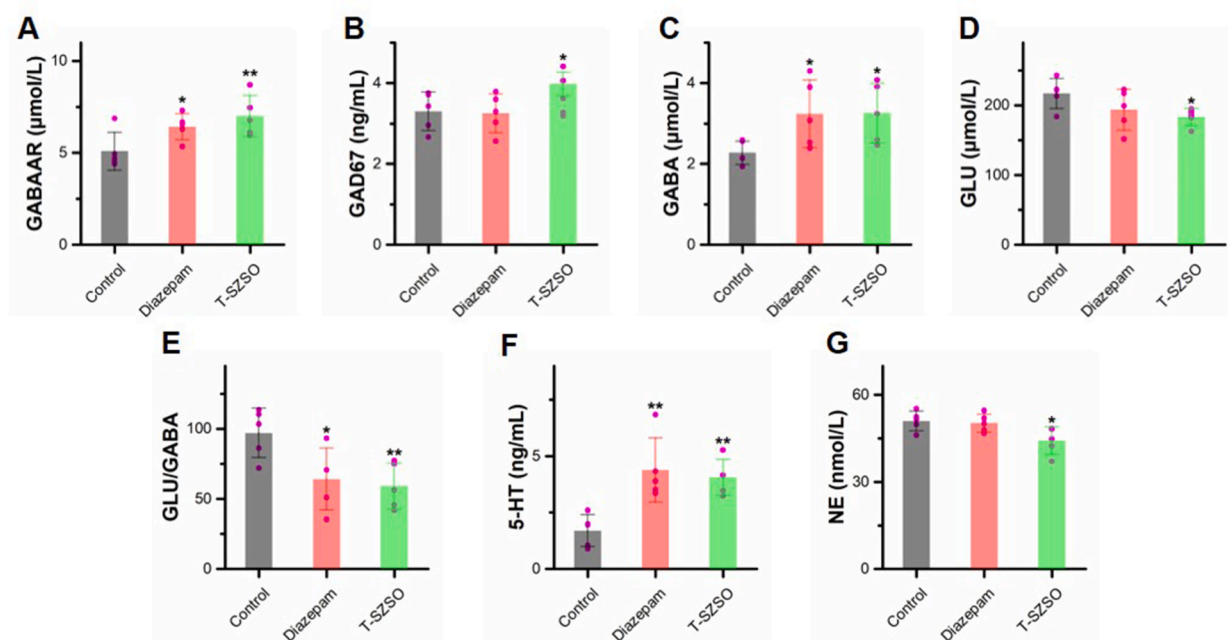 A
GABAAR (μmol/L)
10
5
0
**
*
Control
Diazepam
T-SZSO
B
GAD67 (ng/mL)
4
2
0
*
Control
Diazepam
T-SZSO
C
GABA (μmol/L)
4
2
0
*
*
Control
Diazepam
T-SZSO
D
GLU (μmol/L)
200
100
0
*
Control
Diazepam
T-SZSO
E
GLU/GABA
100
50
0
*
**
Control
Diazepam
T-SZSO
F
5-HT (ng/mL)
5
0
**
**
Control
Diazepam
T-SZSO
G
NE (nmol/L)
60
30
0
*
Control
Diazepam
T-SZSO